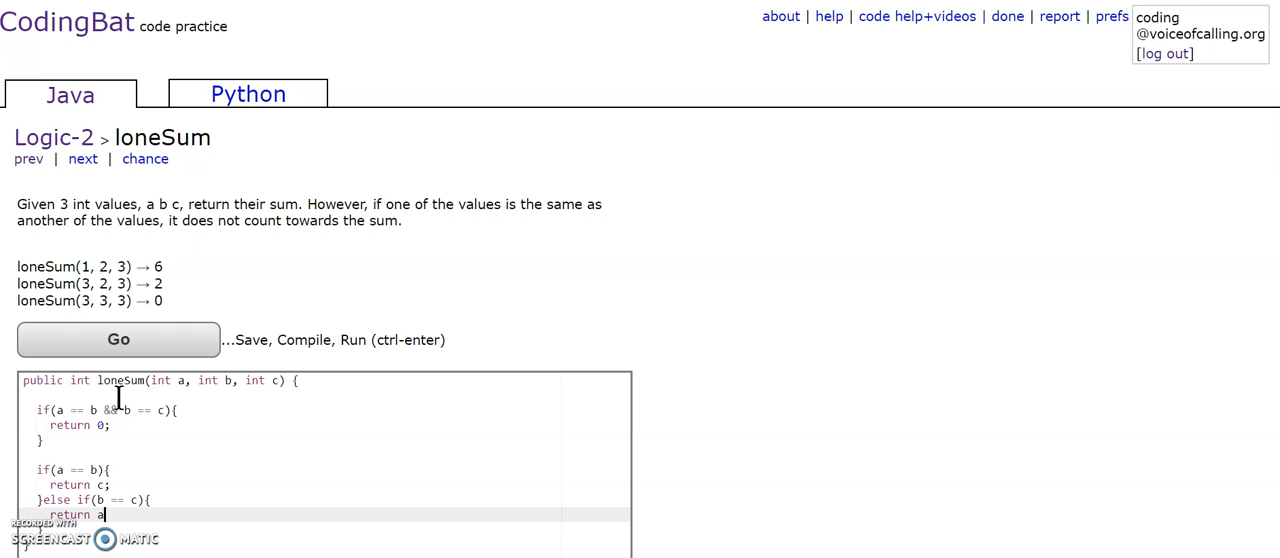 CodingBat code practice
about | help | code help+videos | done | report | prefs
coding
@voiceofcalling.org
[log out]
Java
Python
Logic-2 > loneSum
prev | next | chance
Given 3 int values, a b c, return their sum. However, if one of the values is the same as
another of the values, it does not count towards the sum.
loneSum(1, 2, 3) → 6
loneSum(3, 2, 3) → 2
loneSum(3, 3, 3) → 0
Go
...Save, Compile, Run (ctrl-enter)
public int loneSum(int a, int b, int c) {
if(a == b && b == c){
return 0;
}
if(a == b){
return c;
}else if(b == c){
return a
}
RECORDED WITH
SCREENCAST MATIC
}